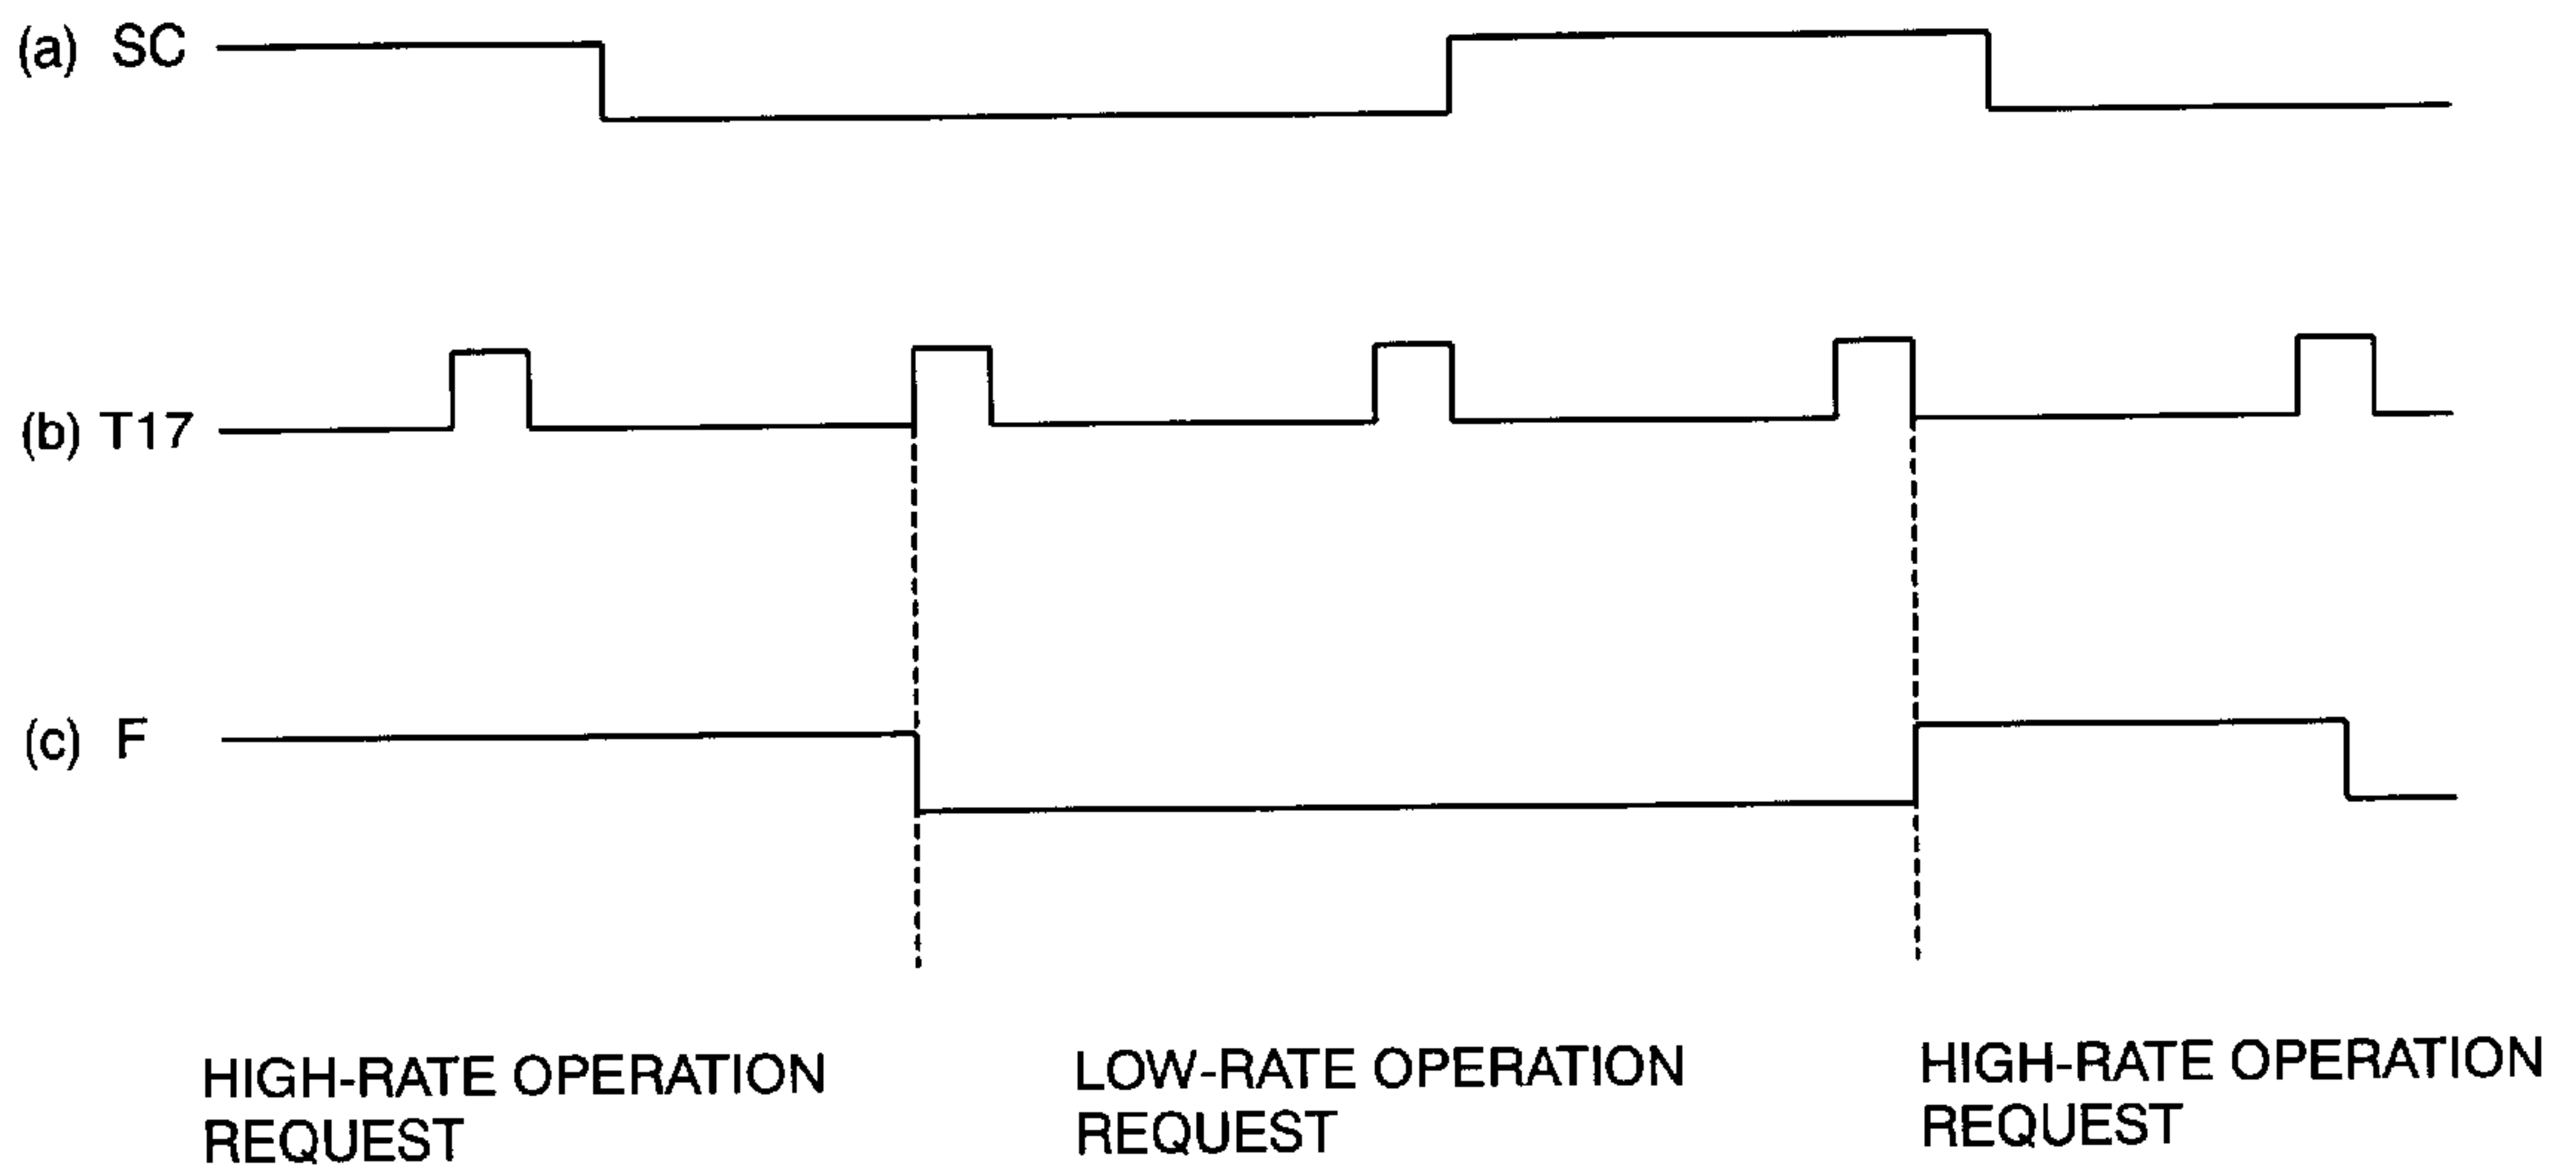 (a) SC
(b) T17
(c) F
HIGH-RATE OPERATION
REQUEST
LOW-RATE OPERATION
REQUEST
HIGH-RATE OPERATION
REQUEST